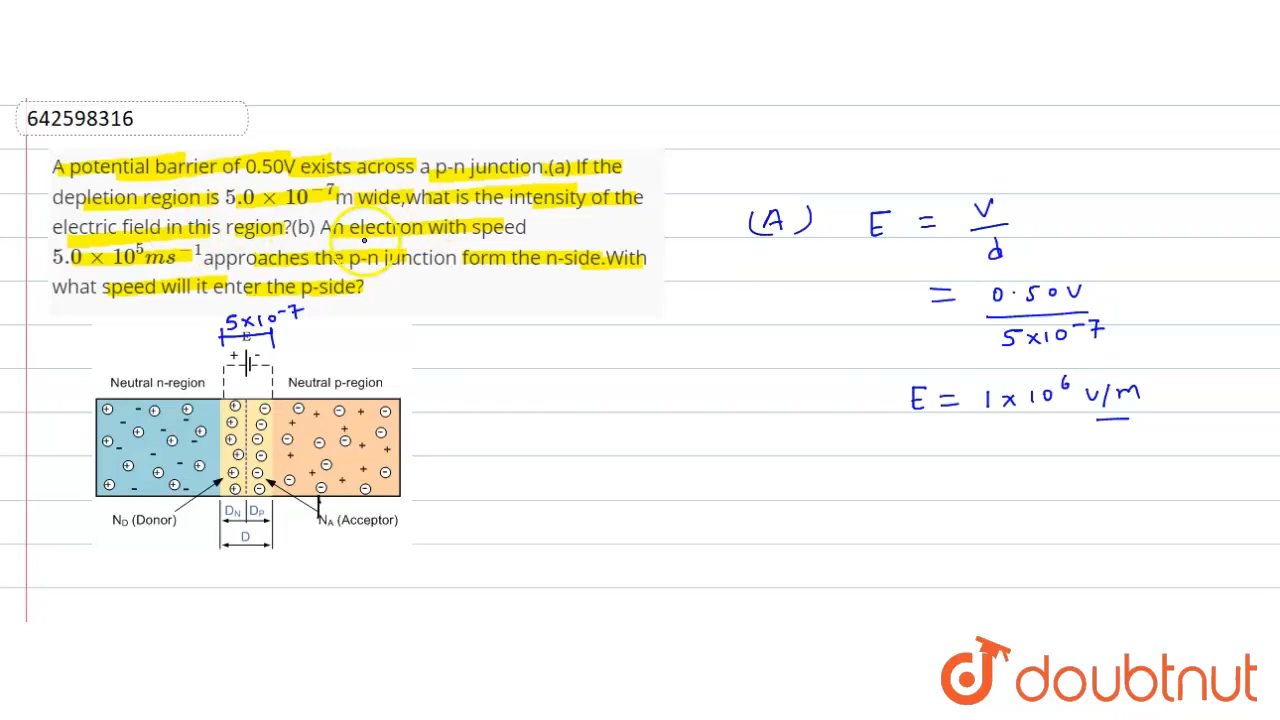 642598316
A potential barrier of 0.50V exists across a p-n junction.(a) If the
depletion region is 5.0 × 10⁻⁷m wide,what is the intensity of the
electric field in this region?(b) An electron with speed
5.0 × 10⁵ms⁻¹approaches the p-n junction form the n-side.With
what speed will it enter the p-side?
5×10⁻⁷
E
+ -
Neutral n-region Neutral p-region
N_D (Donor) D_N D_P N_A (Acceptor)
D
(A) E = V/d
= 0.50V/5×10⁻⁷
E = 1×10⁶ V/m
doubtnut